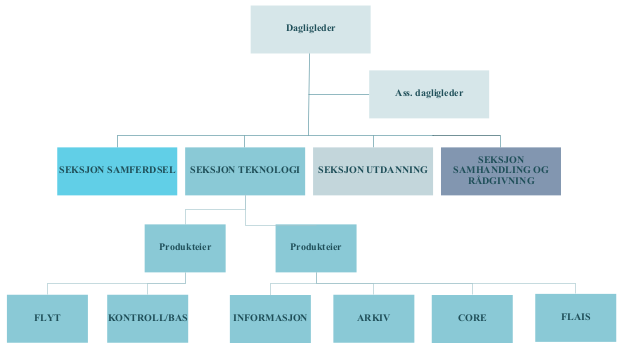 Dagligleder
Ass. dagligleder
SEKSJON SAMFERDSEL
SEKSJON TEKNOLOGI
SEKSJON UTDANNING
SEKSJON
SAMHANDLING OG
RÅDGIVNING
Produkteier
Produkteier
FLYT
KONTROLL/BAS
INFORMASJON
ARKIV
CORE
FLAIS